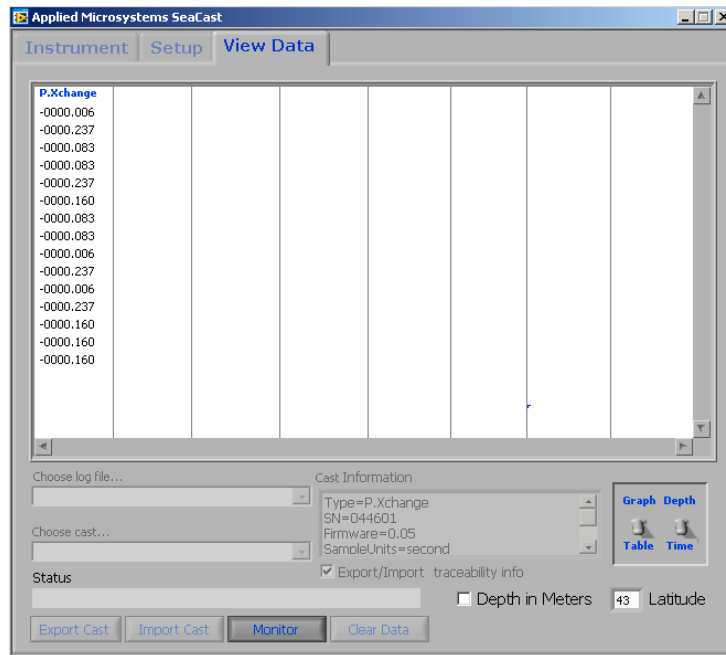 Applied Microsystems SeaCast
Instrument Setup View Data
P.Xchange
-0000.006
-0000.237
-0000.083
-0000.083
-0000.237
-0000.160
-0000.083
-0000.083
-0000.006
-0000.237
-0000.006
-0000.237
-0000.160
-0000.160
-0000.160
Choose log file...
Cast Information
Type=P.Xchange
SN=044601
Firmware=0.05
SampleUnits=second
Graph Depth
Table Time
Choose cast...
Export/Import traceability info
Status
Depth in Meters 43 Latitude
Export Cast Import Cast Monitor Clear Data